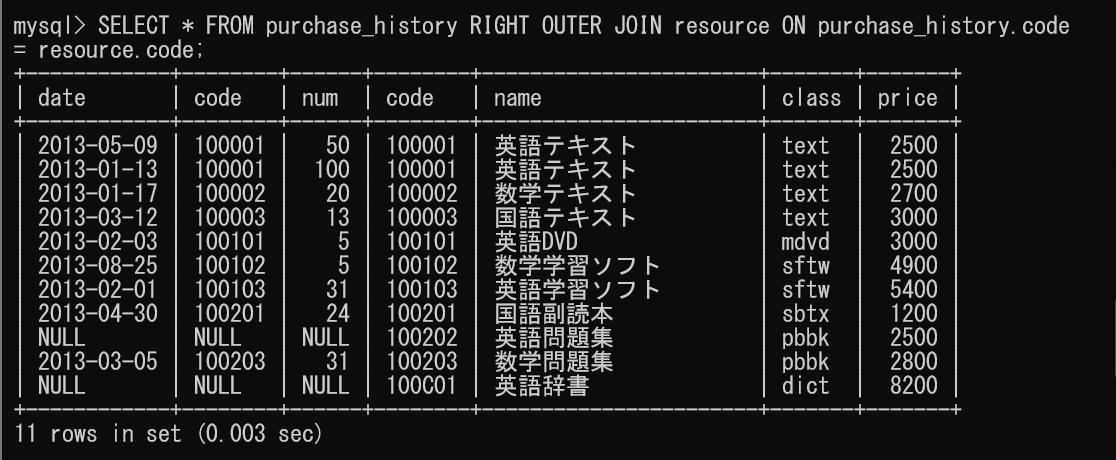 mysql> SELECT * FROM purchase_history RIGHT OUTER JOIN resource ON purchase_history.code
= resource.code;
+------------+--------+------+--------+-----------------------+-------+-------+
| date       | code   | num  | code   | name                  | class | price |
+------------+--------+------+--------+-----------------------+-------+-------+
| 2013-05-09 | 100001 |   50 | 100001 | 英語テキスト          | text  |  2500 |
| 2013-01-13 | 100001 |  100 | 100001 | 英語テキスト          | text  |  2500 |
| 2013-01-17 | 100002 |   20 | 100002 | 数学テキスト          | text  |  2700 |
| 2013-03-12 | 100003 |   13 | 100003 | 国語テキスト          | text  |  3000 |
| 2013-02-03 | 100101 |    5 | 100101 | 英語DVD               | mdvd  |  3000 |
| 2013-08-25 | 100102 |    5 | 100102 | 数学学習ソフト        | sftw  |  4900 |
| 2013-02-01 | 100103 |   31 | 100103 | 英語学習ソフト        | sftw  |  5400 |
| 2013-04-30 | 100201 |   24 | 100201 | 国語副読本            | sbtx  |  1200 |
| NULL       | NULL   | NULL | 100202 | 英語問題集            | pbbk  |  2500 |
| 2013-03-05 | 100203 |   31 | 100203 | 数学問題集            | pbbk  |  2800 |
| NULL       | NULL   | NULL | 100C01 | 英語辞書              | dict  |  8200 |
+------------+--------+------+--------+-----------------------+-------+-------+
11 rows in set (0.003 sec)